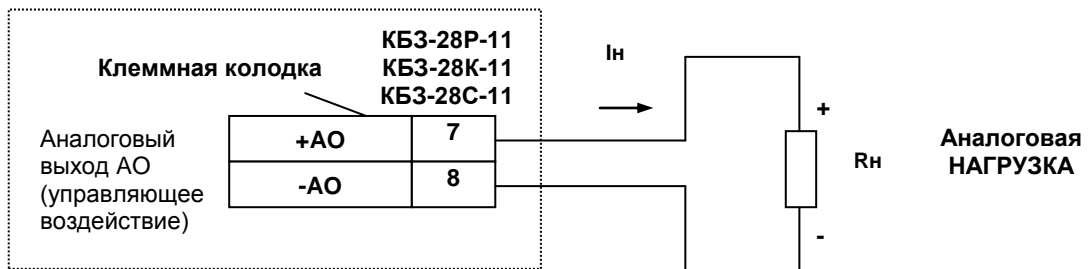 КБЗ-28Р-11
КБЗ-28К-11
КБЗ-28С-11
Клеммная колодка
Iн
Аналоговый
выход АО
(управляющее
воздействие)
+АО 7
-АО 8
+
Rн
-
Аналоговая
НАГРУЗКА